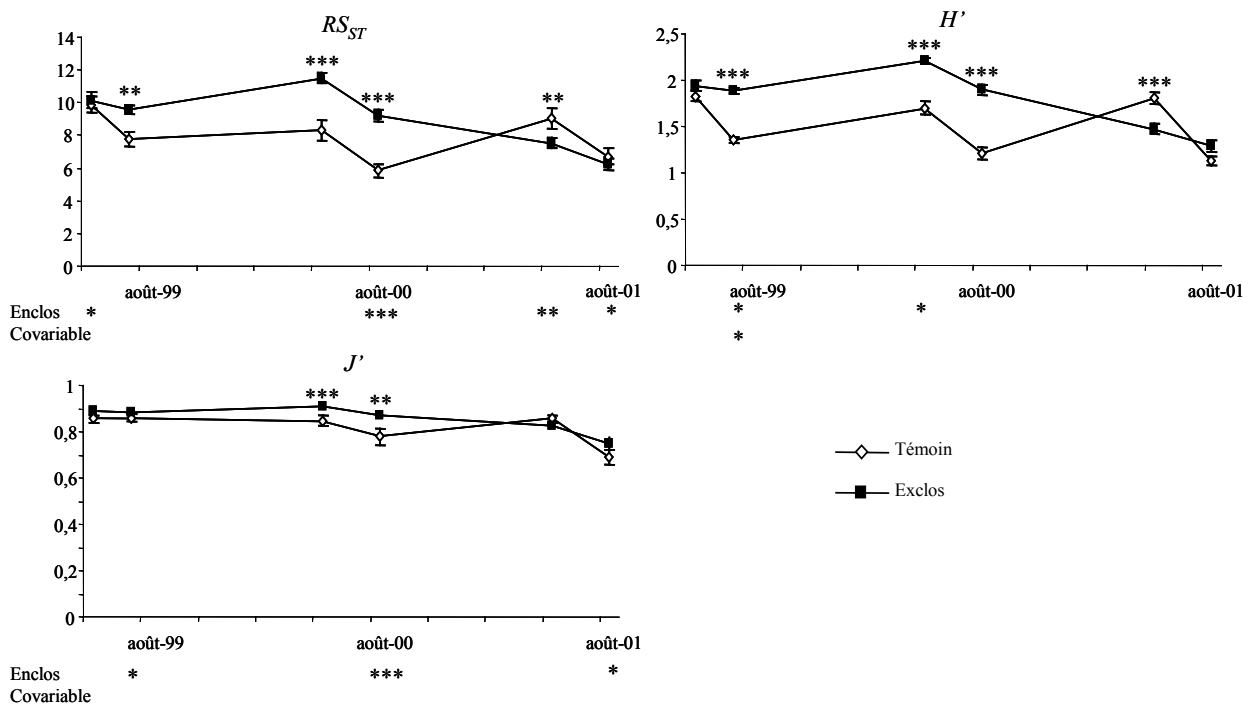 RS_ST
14
12
10
8
6
4
2
0
** *** *** **
août-99 août-00 août-01
Enclos * *** ** *
Covariable
H’
2,5
2
1,5
1
0,5
0
*** *** *** ***
août-99 août-00 août-01
* *
*
J’
1
0,8
0,6
0,4
0,2
0
*** **
août-99 août-00 août-01
Enclos * *** *
Covariable
Témoin
Exclos